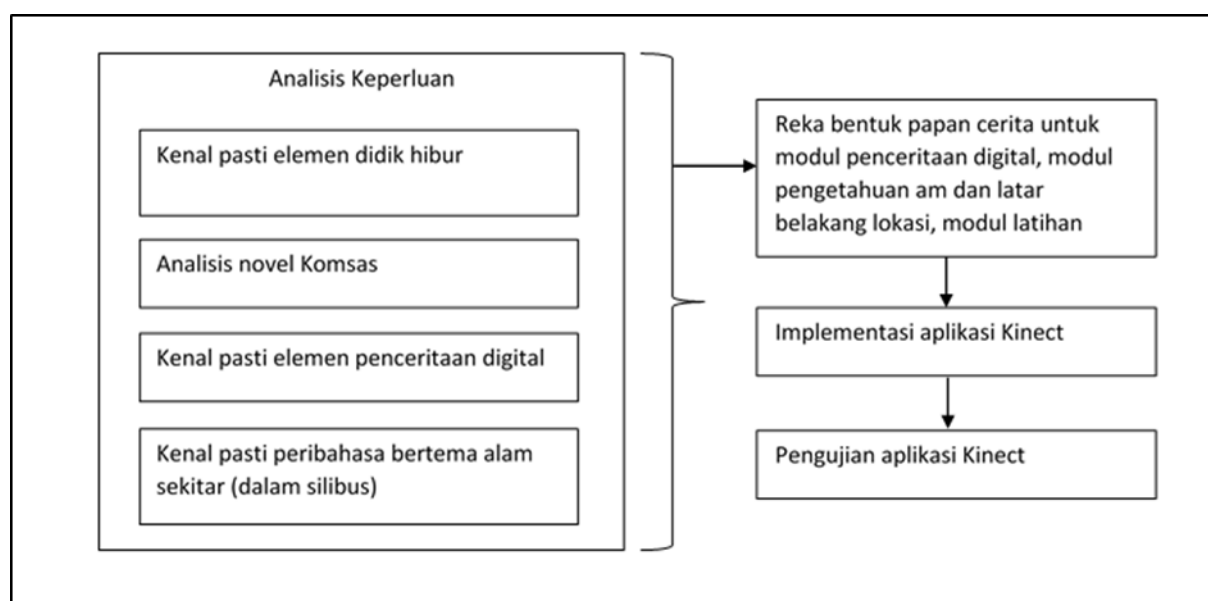 Analisis Keperluan
Kenal pasti elemen didik hibur
Analisis novel Komsas
Kenal pasti elemen penceritaan digital
Kenal pasti peribahasa bertema alam
sekitar (dalam silibus)
Reka bentuk papan cerita untuk
modul penceritaan digital, modul
pengetahuan am dan latar
belakang lokasi, modul latihan
Implementasi aplikasi Kinect
Pengujian aplikasi Kinect